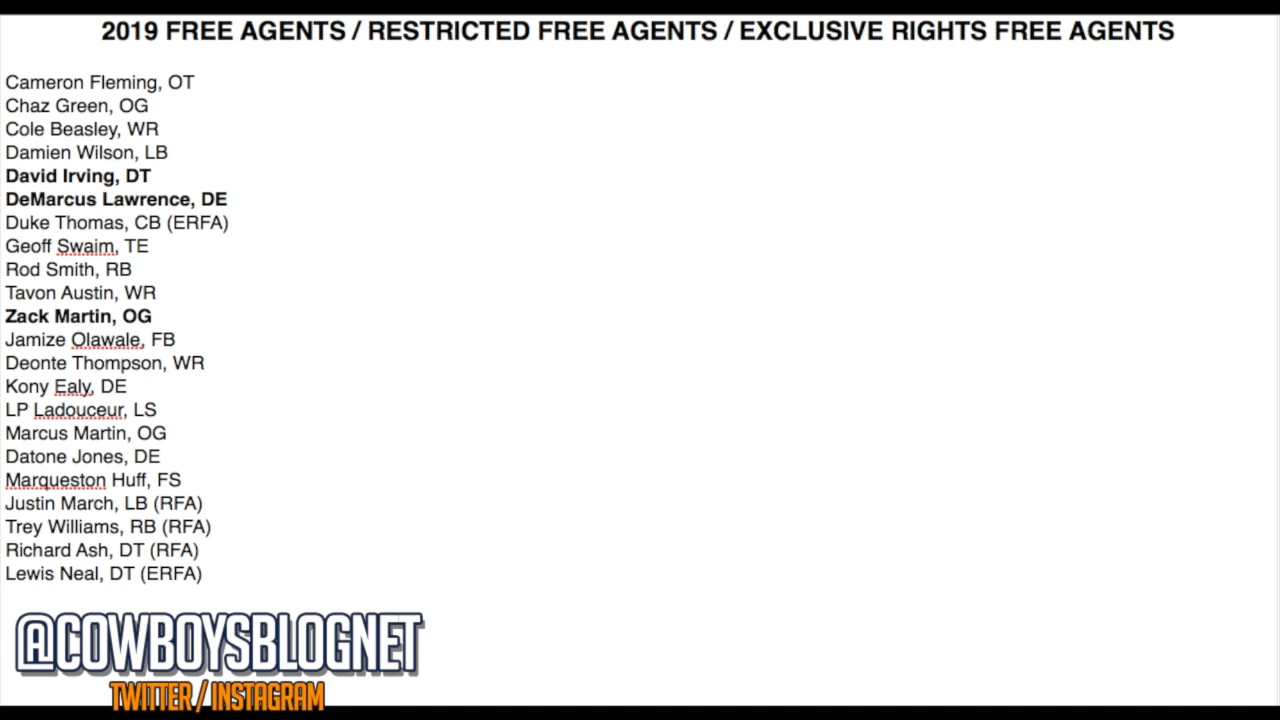 2019 FREE AGENTS / RESTRICTED FREE AGENTS / EXCLUSIVE RIGHTS FREE AGENTS
Cameron Fleming, OT
Chaz Green, OG
Cole Beasley, WR
Damien Wilson, LB
David Irving, DT
DeMarcus Lawrence, DE
Duke Thomas, CB (ERFA)
Geoff Swaim, TE
Rod Smith, RB
Tavon Austin, WR
Zack Martin, OG
Jamize Olawale, FB
Deonte Thompson, WR
Kony Ealy, DE
LP Ladouceur, LS
Marcus Martin, OG
Datone Jones, DE
Marqueston Huff, FS
Justin March, LB (RFA)
Trey Williams, RB (RFA)
Richard Ash, DT (RFA)
Lewis Neal, DT (ERFA)
@COWBOYSBLOGNET
TWITTER / INSTAGRAM